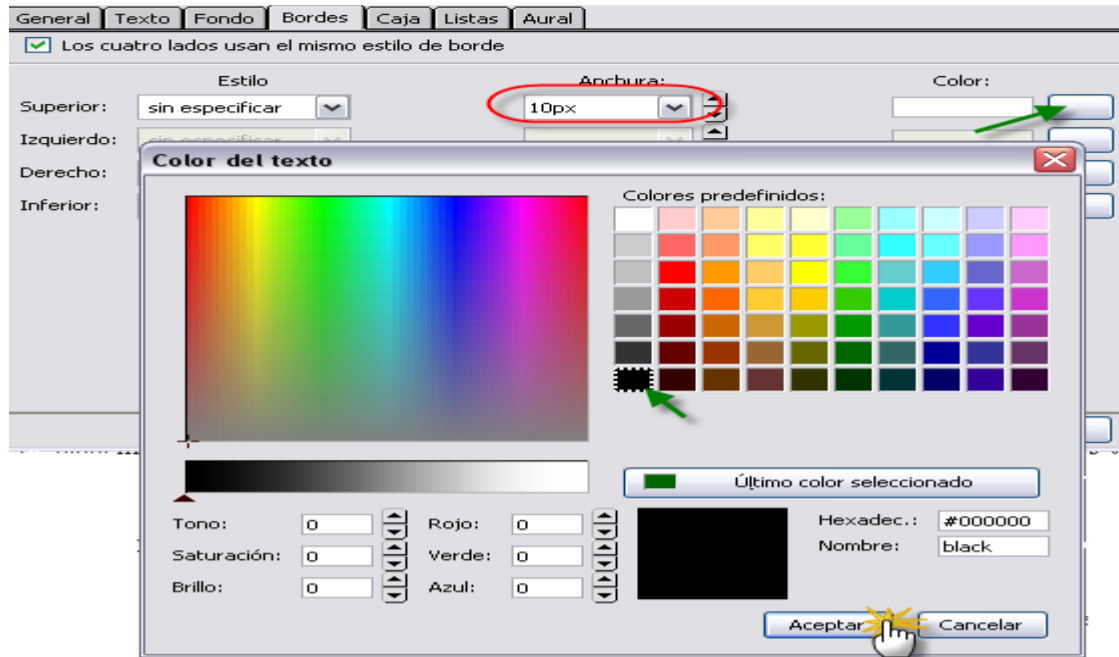 General Texto Fondo Bordes Caja Listas Aural
Los cuatro lados usan el mismo estilo de borde
Estilo Anchura: Color:
Superior: sin especificar 10px
Izquierdo: sin especificar
Derecho:
Inferior:
Color del texto
Colores predefinidos:
Último color seleccionado
Tono: 0 Rojo: 0 Hexadec.: #000000
Saturación: 0 Verde: 0 Nombre: black
Brillo: 0 Azul: 0
Aceptar Cancelar